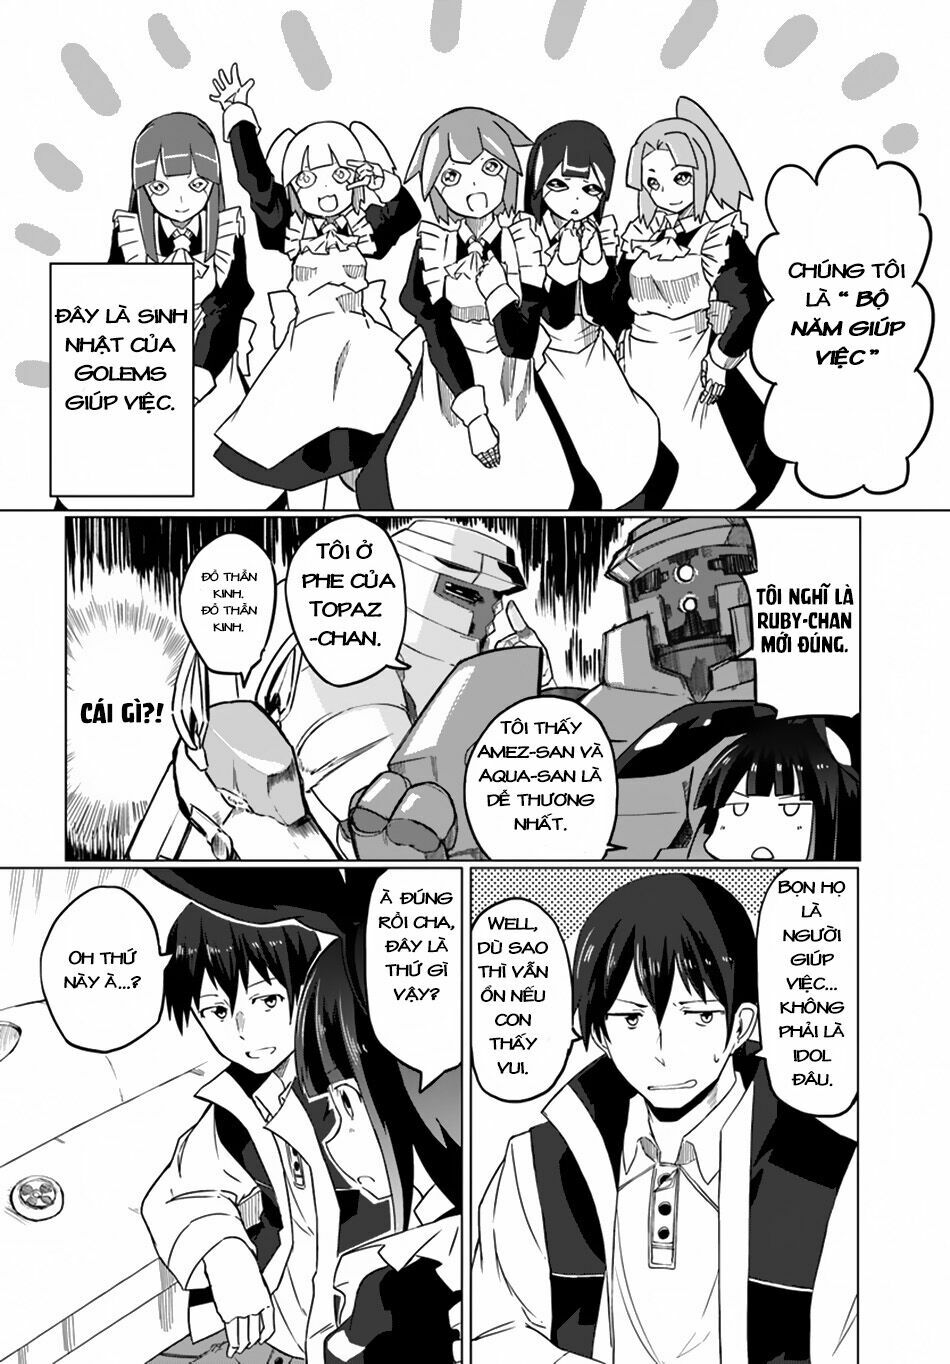 CHÚNG TÔI
LÀ " BỘ
NĂM GIÚP
VIỆC"
ĐÂY LÀ SINH
NHẬT CỦA
GOLEMS
GIÚP VIỆC.
TÔI NGHĨ LÀ
RUBY-CHAN
MỚI ĐÚNG.
TÔI Ở
PHE CỦA
TOPAZ
-CHAN.
ĐỒ THẦN
KINH.
ĐỒ THẦN
KINH.
CÁI GÌ?!
TÔI THẤY
AMEZ-SAN VÀ
AQUA-SAN LÀ
DỄ THƯƠNG
NHẤT.
BỌN HỌ
LÀ
NGƯỜI
GIÚP
VIỆC...
KHÔNG
PHẢI LÀ
IDOL
ĐÂU.
WELL,
DÙ SAO
THÌ VẪN
ỔN NẾU
CON
THẤY
VUI.
À ĐÚNG
RỒI CHA,
ĐÂY LÀ
THỨ GÌ
VẬY?
OH THỨ
NÀY À...?